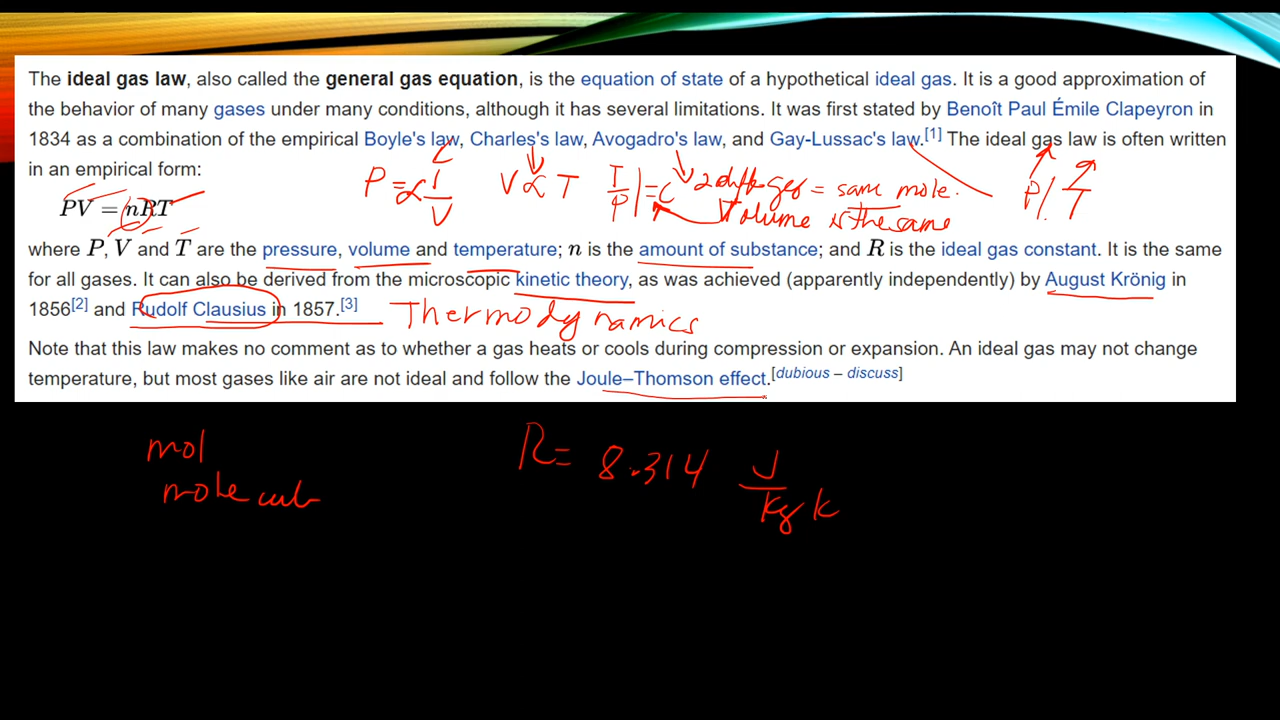 The ideal gas law, also called the general gas equation, is the equation of state of a hypothetical ideal gas. It is a good approximation of
the behavior of many gases under many conditions, although it has several limitations. It was first stated by Benoît Paul Émile Clapeyron in
1834 as a combination of the empirical Boyle's law, Charles's law, Avogadro's law, and Gay-Lussac's law.[1] The ideal gas law is often written
in an empirical form:
P = ∝ 1/V V ∝ T = C 2 diff gases = same mole. P/ T
Volume is the same
PV = nRT
where P, V and T are the pressure, volume and temperature; n is the amount of substance; and R is the ideal gas constant. It is the same
for all gases. It can also be derived from the microscopic kinetic theory, as was achieved (apparently independently) by August Krönig in
1856[2] and Rudolf Clausius in 1857.[3] Thermodynamics
Note that this law makes no comment as to whether a gas heats or cools during compression or expansion. An ideal gas may not change
temperature, but most gases like air are not ideal and follow the Joule–Thomson effect.[dubious – discuss]
mol
molecule
R = 8.314 J/kg K